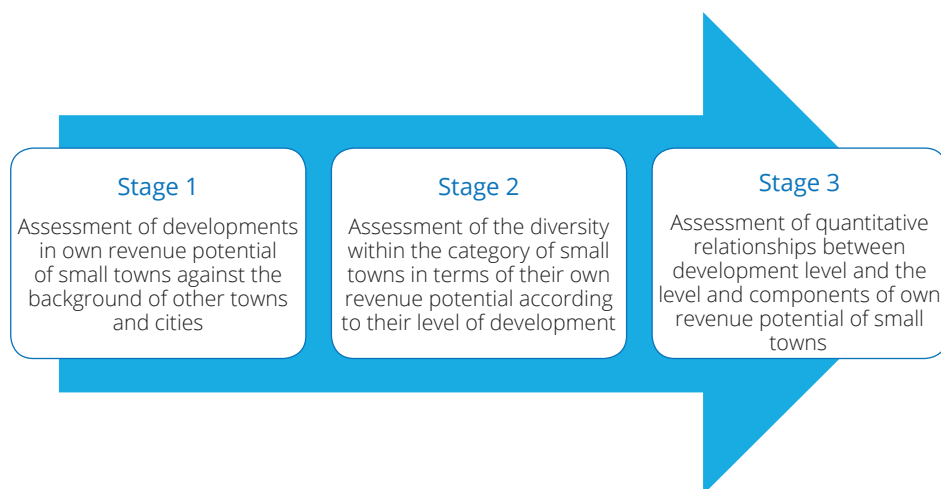 Stage 1
Assessment of developments
in own revenue potential
of small towns against the
background of other towns
and cities
Stage 2
Assessment of the diversity
within the category of small
towns in terms of their own
revenue potential according
to their level of development
Stage 3
Assessment of quantitative
relationships between
development level and the
level and components of own
revenue potential of small
towns